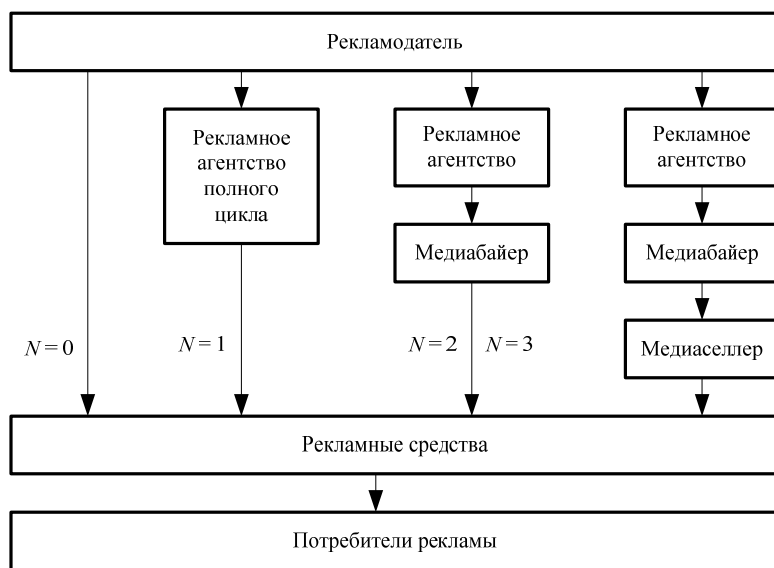 Рекламодатель
Рекламное
агентство
полного
цикла
Рекламное
агентство
Рекламное
агентство
Медиабайер
Медиабайер
Медиаселлер
N = 0
N = 1
N = 2
N = 3
Рекламные средства
Потребители рекламы